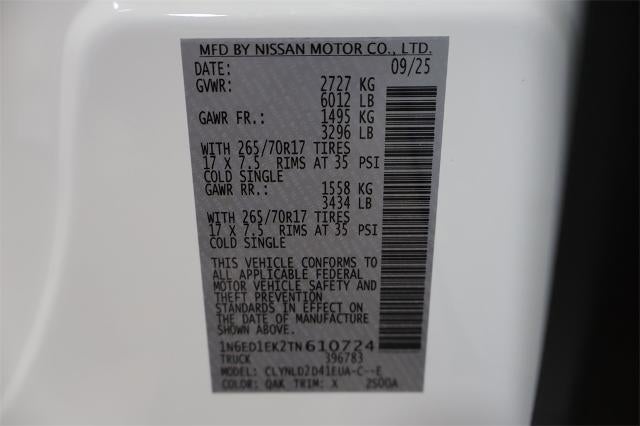 MFD BY NISSAN MOTOR CO., LTD.
DATE: 09/25
GVWR: 2727 KG
6012 LB
GAWR FR.: 1495 KG
3296 LB
WITH 265/70R17 TIRES
17 X 7.5 RIMS AT 35 PSI
COLD SINGLE
GAWR RR.: 1558 KG
3434 LB
WITH 265/70R17 TIRES
17 X 7.5 RIMS AT 35 PSI
COLD SINGLE
THIS VEHICLE CONFORMS TO
ALL APPLICABLE FEDERAL
MOTOR VEHICLE SAFETY AND
THEFT PREVENTION
STANDARDS IN EFFECT ON
THE DATE OF MANUFACTURE
SHOWN ABOVE.
1N6ED1EK2TN610724
TRUCK 396783
MODEL: CLYNLD2D41EUA-C--E
COLOR: QAK TRIM: X 2S00A